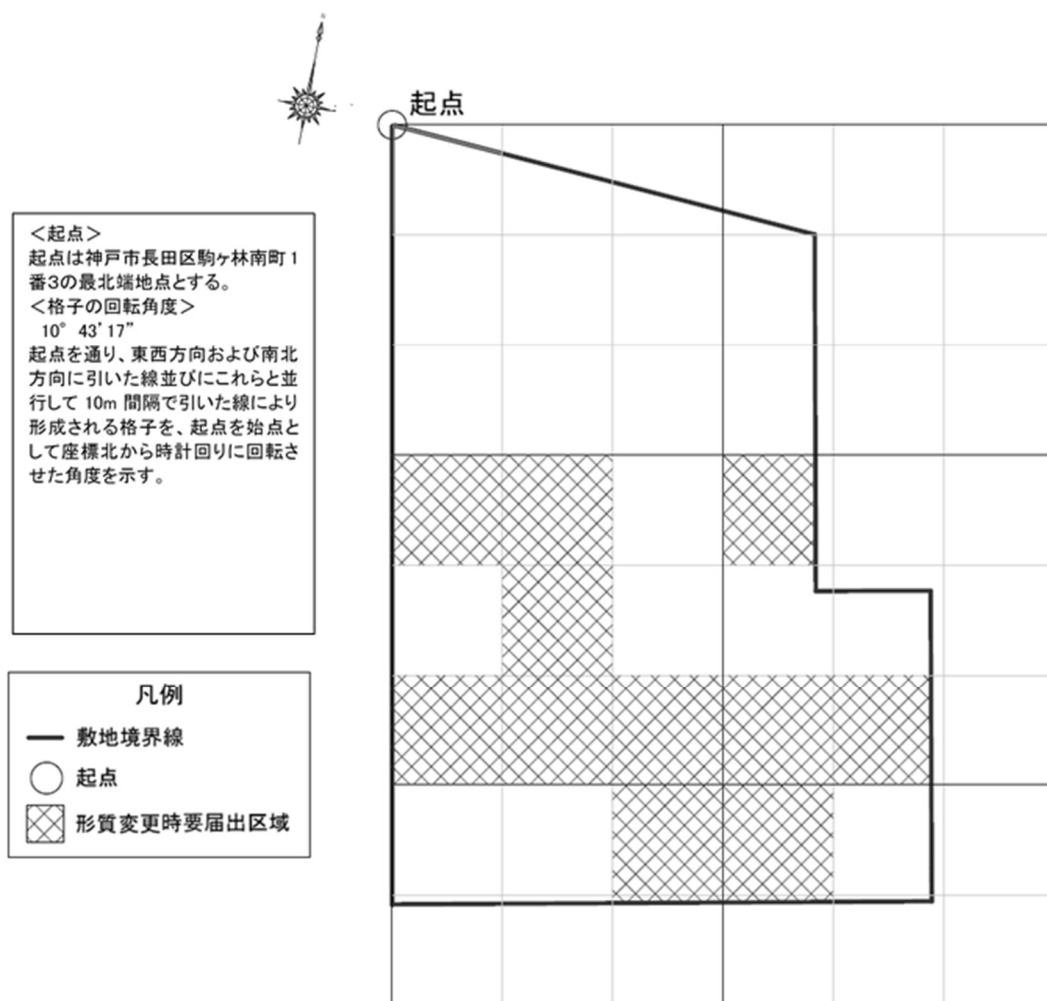 起点
＜起点＞
起点は神戸市長田区駒ヶ林南町1
番3の最北端地点とする。
＜格子の回転角度＞
10° 43’ 17”
起点を通り、東西方向および南北
方向に引いた線並びにこれらと並
行して 10m 間隔で引いた線により
形成される格子を、起点を始点と
して座標北から時計回りに回転さ
せた角度を示す。
凡例
敷地境界線
起点
形質変更時要届出区域